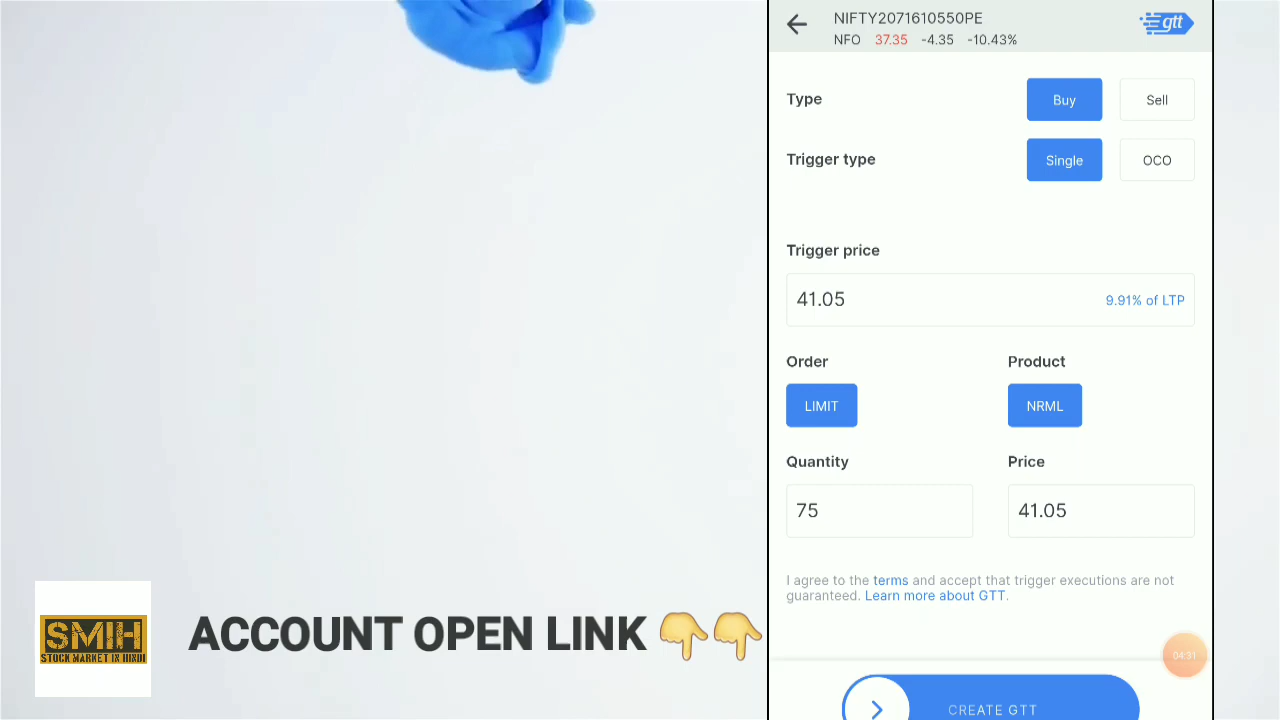 NIFTY2071610550PE
NFO 37.35 -4.35 -10.43%
gtt
Type
Buy
Sell
Trigger type
Single
OCO
Trigger price
41.05
9.91% of LTP
Order
Product
LIMIT
NRML
Quantity
Price
75
41.05
I agree to the terms and accept that trigger executions are not
guaranteed. Learn more about GTT.
04:31
CREATE GTT
SMIH
STOCK MARKET IN HINDI
ACCOUNT OPEN LINK 👇👇